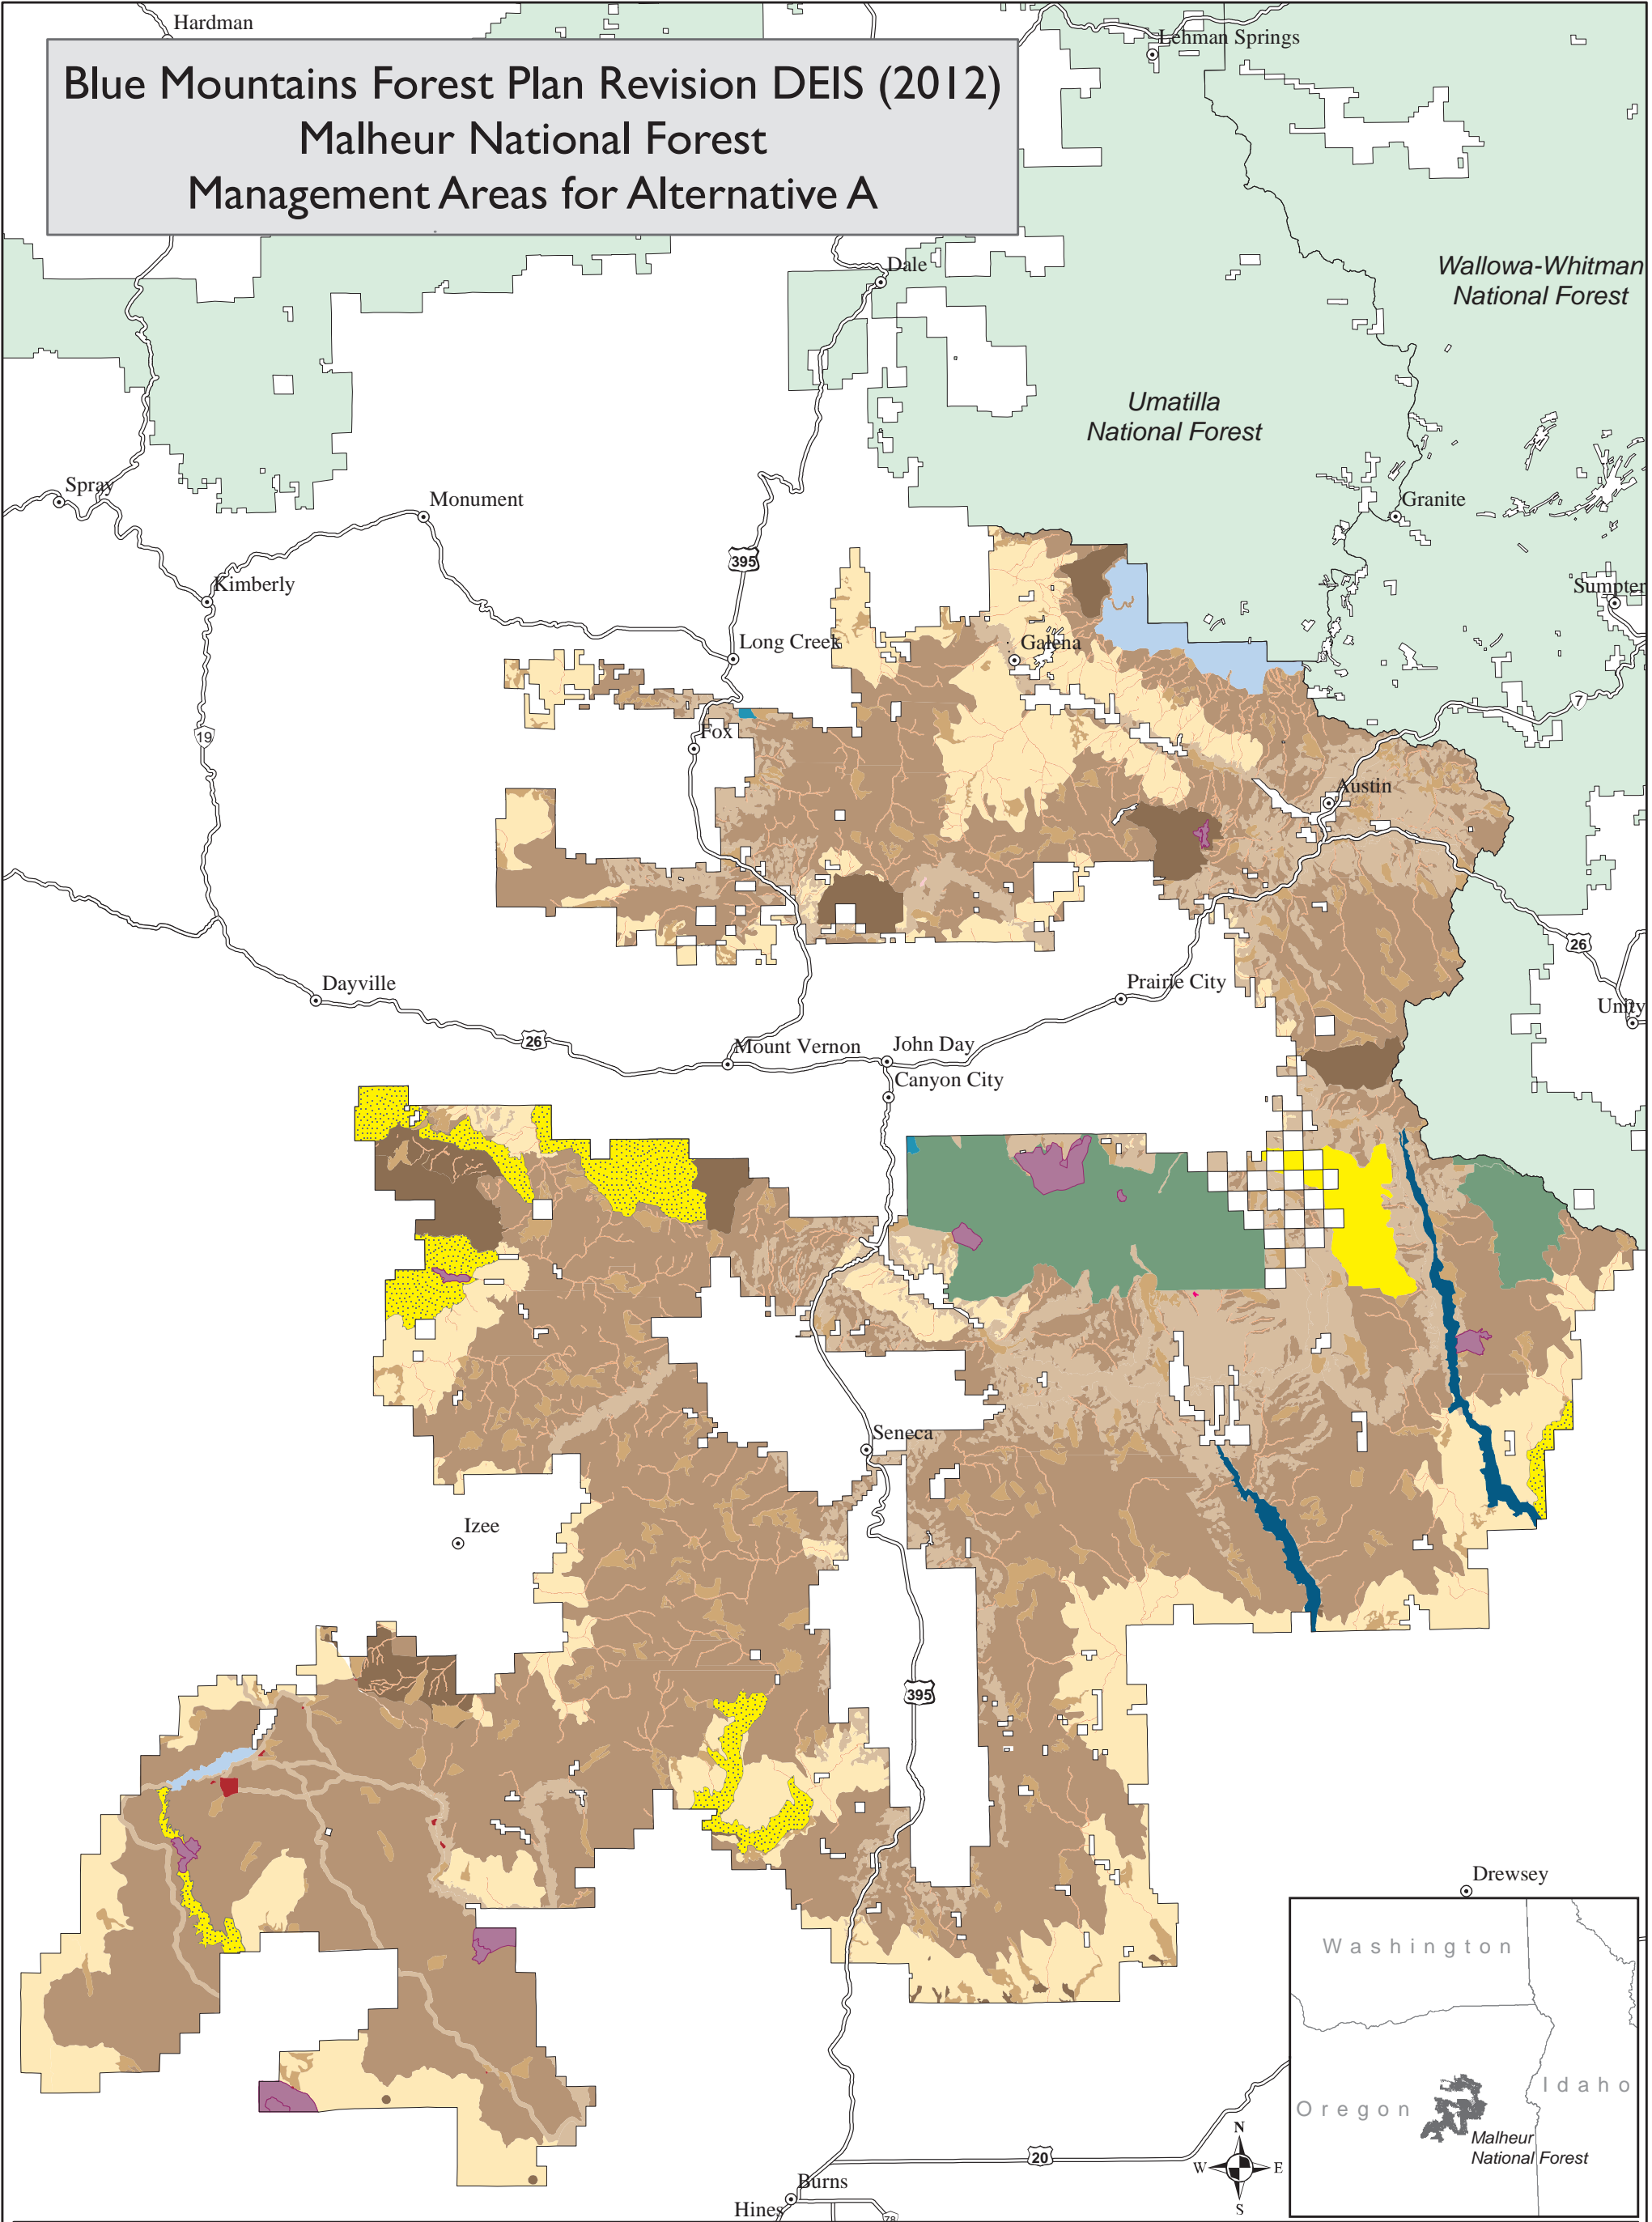 Hardman
Lehman Springs
Blue Mountains Forest Plan Revision DEIS (2012)
Malheur National Forest
Management Areas for Alternative A
Dale
Wallowa-Whitman
National Forest
Umatilla
National Forest
Spray
Monument
Granite
395
Kimberly
Sumpter
Long Creek
Galena
7
19
Fox
Austin
26
Dayville
Prairie City
Unity
26
Mount Vernon
John Day
Canyon City
Seneca
Izee
395
Drewsey
Washington
Oregon
Idaho
Malheur
National Forest
N
W
E
S
20
Burns
Hines
78